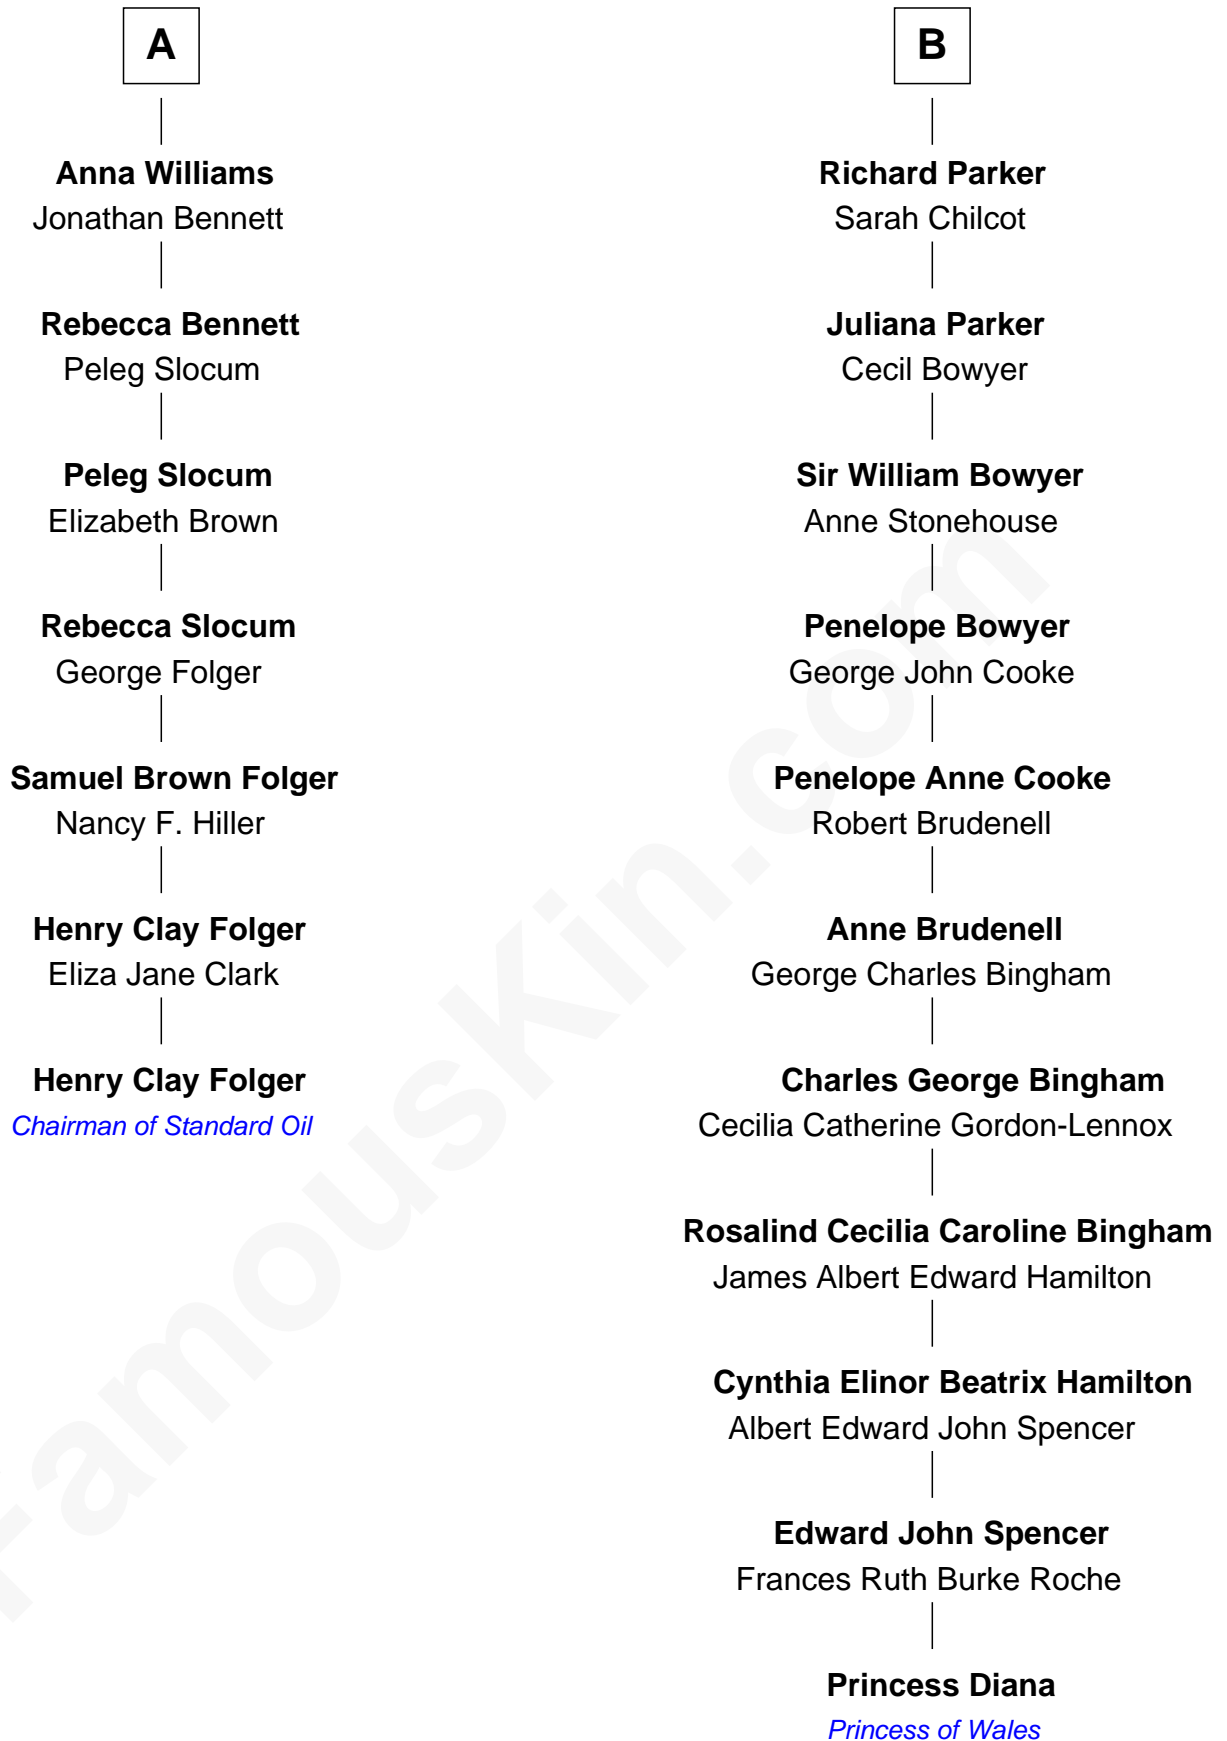 A
Anna Williams
Jonathan Bennett
Rebecca Bennett
Peleg Slocum
Peleg Slocum
Elizabeth Brown
Rebecca Slocum
George Folger
Samuel Brown Folger
Nancy F. Hiller
Henry Clay Folger
Eliza Jane Clark
Henry Clay Folger
Chairman of Standard Oil
B
Richard Parker
Sarah Chilcot
Juliana Parker
Cecil Bowyer
Sir William Bowyer
Anne Stonehouse
Penelope Bowyer
George John Cooke
Penelope Anne Cooke
Robert Brudenell
Anne Brudenell
George Charles Bingham
Charles George Bingham
Cecilia Catherine Gordon-Lennox
Rosalind Cecilia Caroline Bingham
James Albert Edward Hamilton
Cynthia Elinor Beatrix Hamilton
Albert Edward John Spencer
Edward John Spencer
Frances Ruth Burke Roche
Princess Diana
Princess of Wales
FamousKin.com